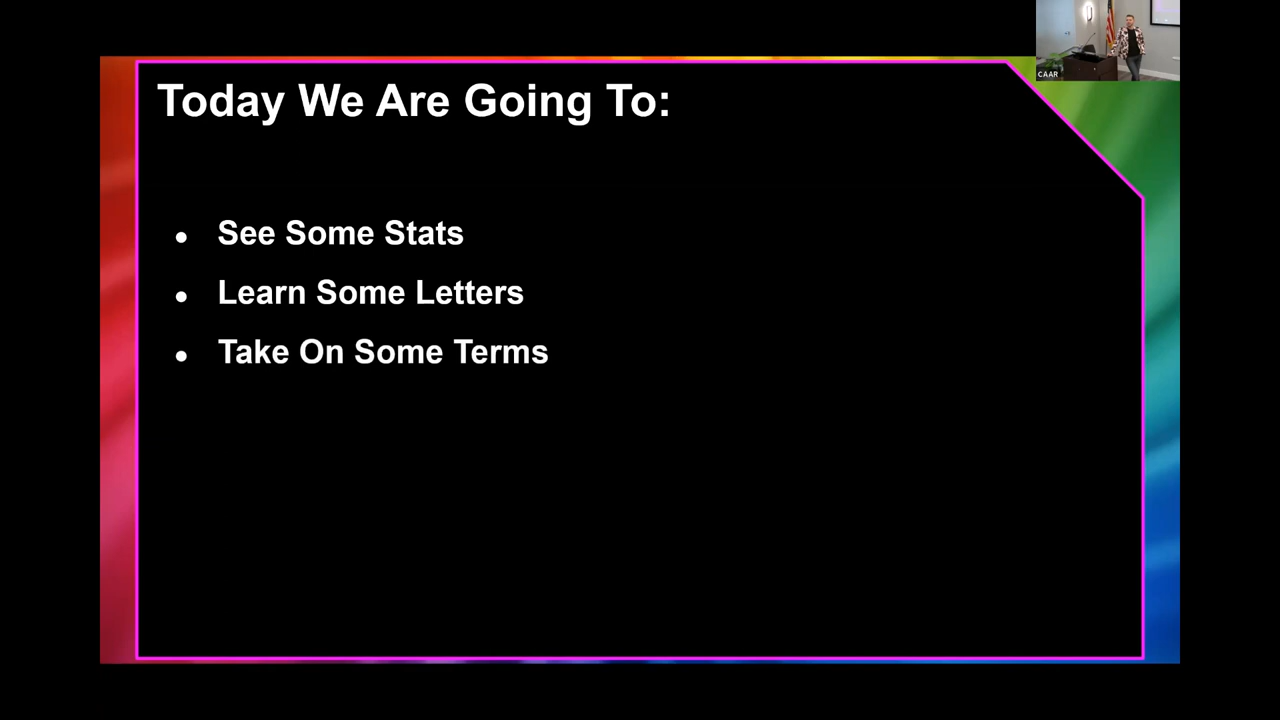 Today We Are Going To:
● See Some Stats
● Learn Some Letters
● Take On Some Terms
CAAR